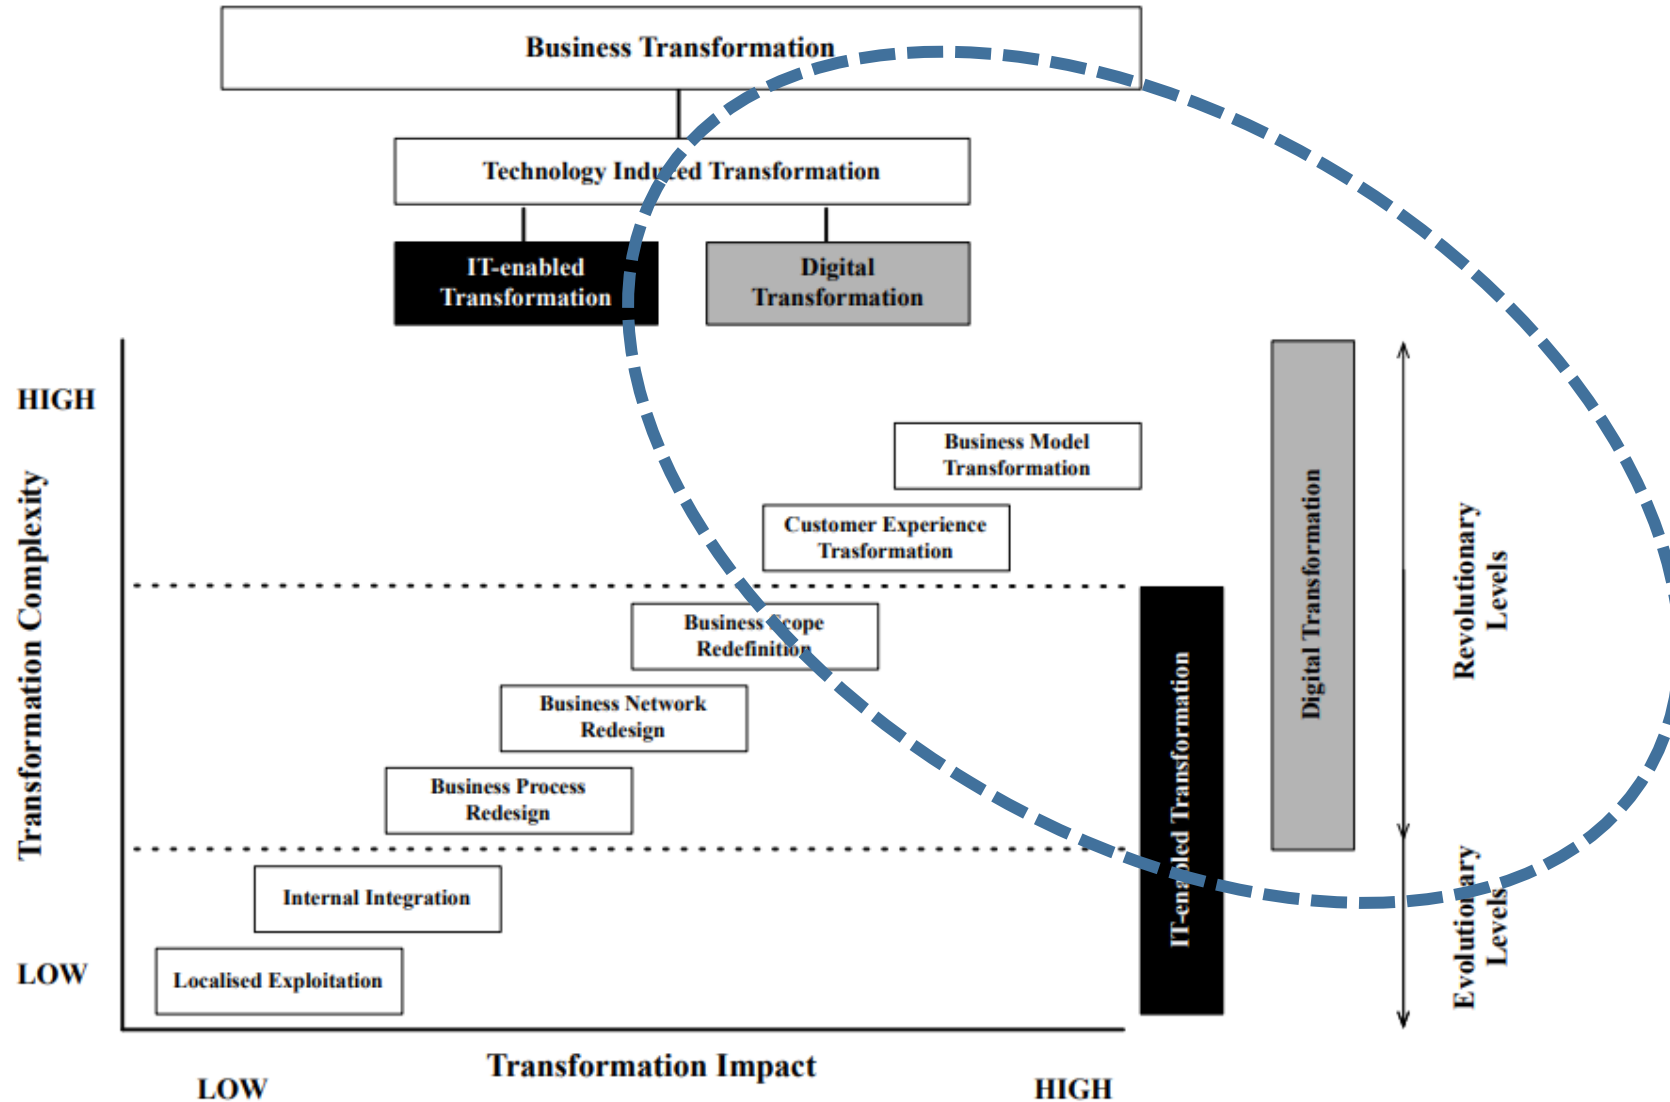 Business Transformation
Technology Induced Transformation
IT-enabled
Transformation
Digital
Transformation
HIGH
Business Model
Transformation
Customer Experience
Trasformation
Business Scope
Redefinition
Business Network
Redesign
Business Process
Redesign
Internal Integration
Localised Exploitation
LOW
Transformation Complexity
IT-enabled Transformation
Digital Transformation
Revolutionary
Levels
Evolutionary
Levels
Transformation Impact
LOW
HIGH